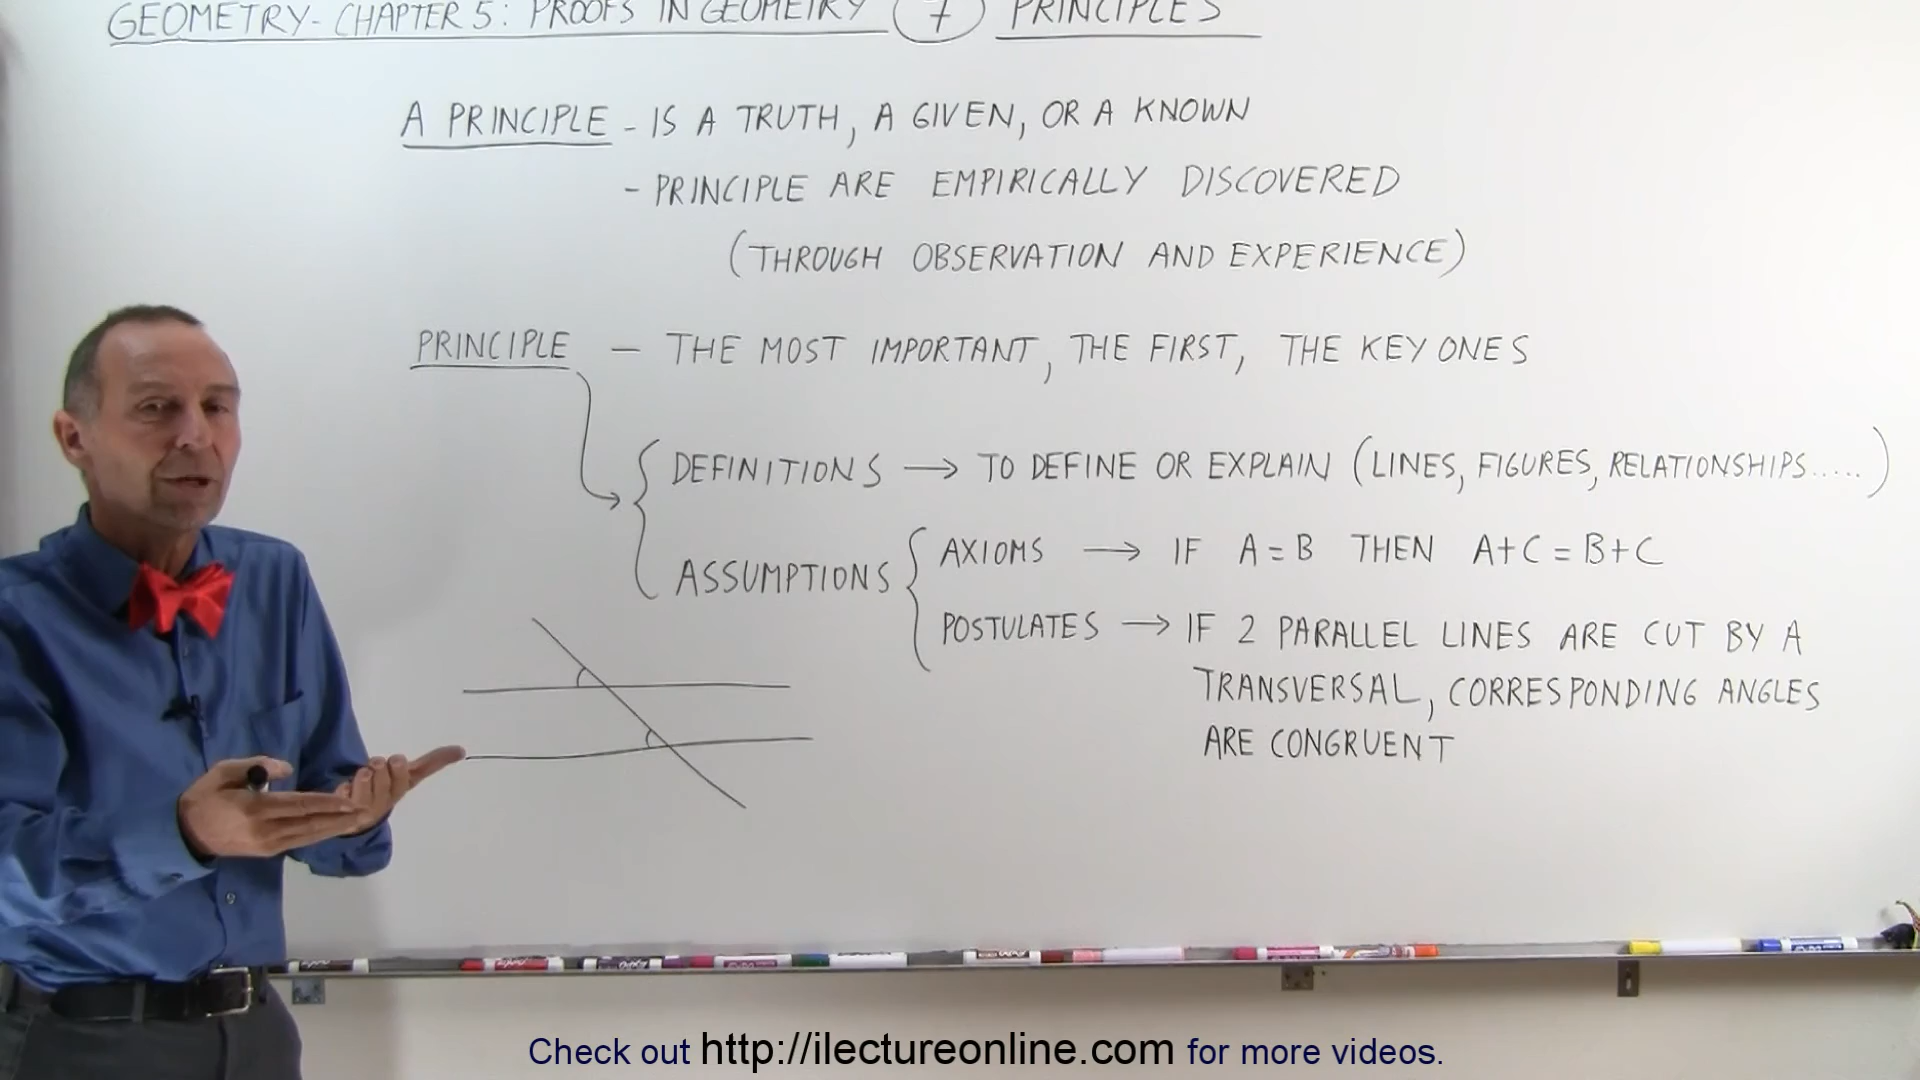 GEOMETRY - CHAPTER 5: PROOFS IN GEOMETRY 7 PRINCIPLES
A PRINCIPLE - IS A TRUTH, A GIVEN, OR A KNOWN
- PRINCIPLE ARE EMPIRICALLY DISCOVERED
(THROUGH OBSERVATION AND EXPERIENCE)
PRINCIPLE - THE MOST IMPORTANT, THE FIRST, THE KEY ONES
DEFINITIONS → TO DEFINE OR EXPLAIN (LINES, FIGURES, RELATIONSHIPS.....)
ASSUMPTIONS
AXIOMS → IF A = B THEN A+C = B+C
POSTULATES → IF 2 PARALLEL LINES ARE CUT BY A
TRANSVERSAL, CORRESPONDING ANGLES
ARE CONGRUENT
Check out http://ilectureonline.com for more videos.